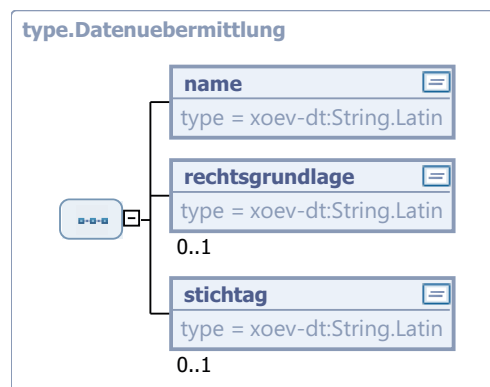 type.Datenuebermittlung
name
type = xoev-dt:String.Latin
rechtsgrundlage
type = xoev-dt:String.Latin
0..1
stichtag
type = xoev-dt:String.Latin
0..1